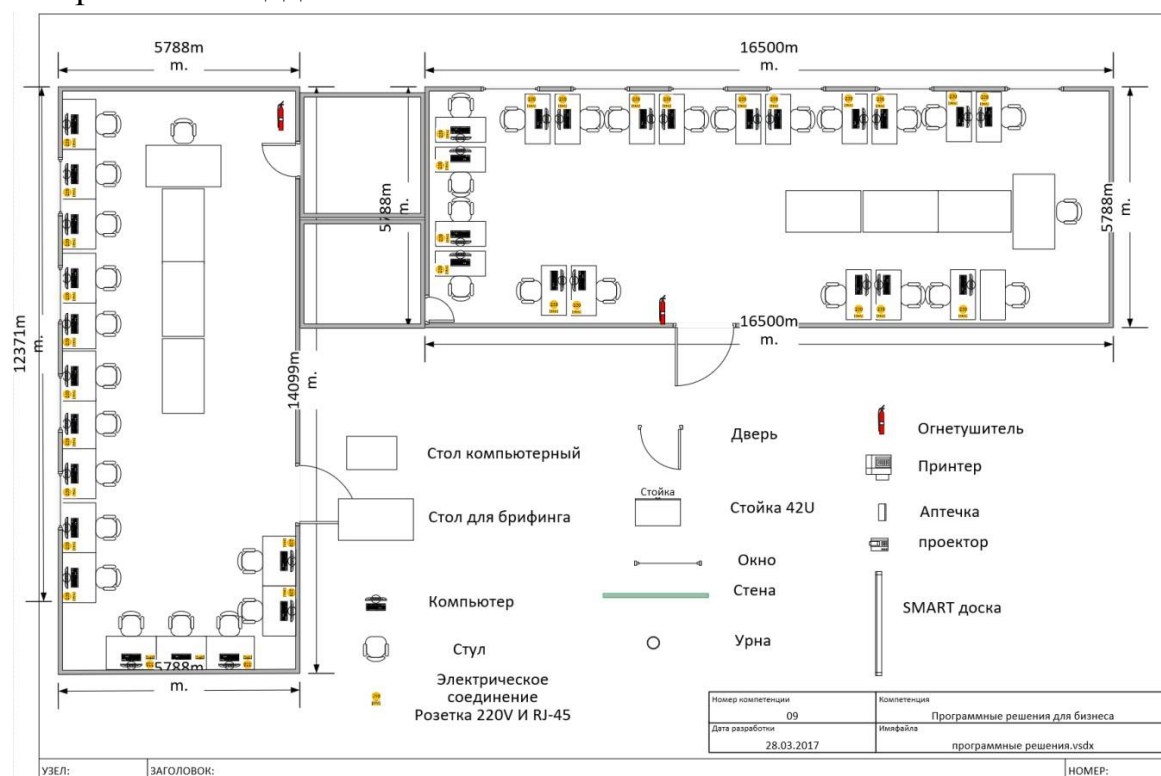 5788m
m.
16500m
m.
5788m
m.
5788m
m.
12371m
m.
14099m
m.
16500m
m.
5788m
m.
Стол компьютерный
Стол для брифинга
Компьютер
Стул
Электрическое
соединение
Розетка 220V И RJ-45
Дверь
Стойка
Стойка 42U
Окно
Стена
Урна
Огнетушитель
Принтер
Аптечка
проектор
SMART доска
Номер компетенции
09
Компетенция
Программные решения для бизнеса
Дата разработки
28.03.2017
Имяфайла
программные решения.vsdx
УЗЕЛ:
ЗАГОЛОВОК:
НОМЕР: